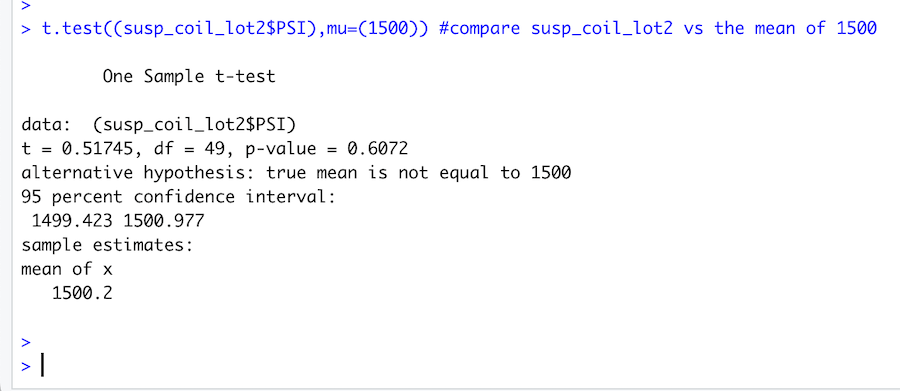 >
> t.test((susp_coil_lot2$PSI),mu=(1500)) #compare susp_coil_lot2 vs the mean of 1500
One Sample t-test
data:  (susp_coil_lot2$PSI)
t = 0.51745, df = 49, p-value = 0.6072
alternative hypothesis: true mean is not equal to 1500
95 percent confidence interval:
1499.423 1500.977
sample estimates:
mean of x
1500.2
>
>